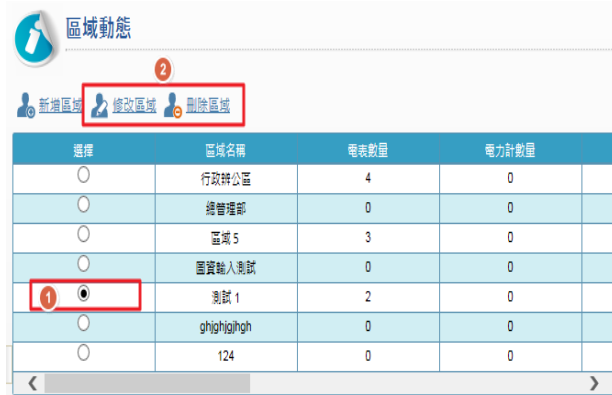 區域動態
2
新增區域 修改區域 刪除區域
選擇 區域名稱 電表數量 電力計數量
行政辦公區 4 0
總管理部 0 0
區域 5 3 0
圖資輸入測試 0 0
1 測試 1 2 0
ghjghjgjhgh 0 0
124 0 0